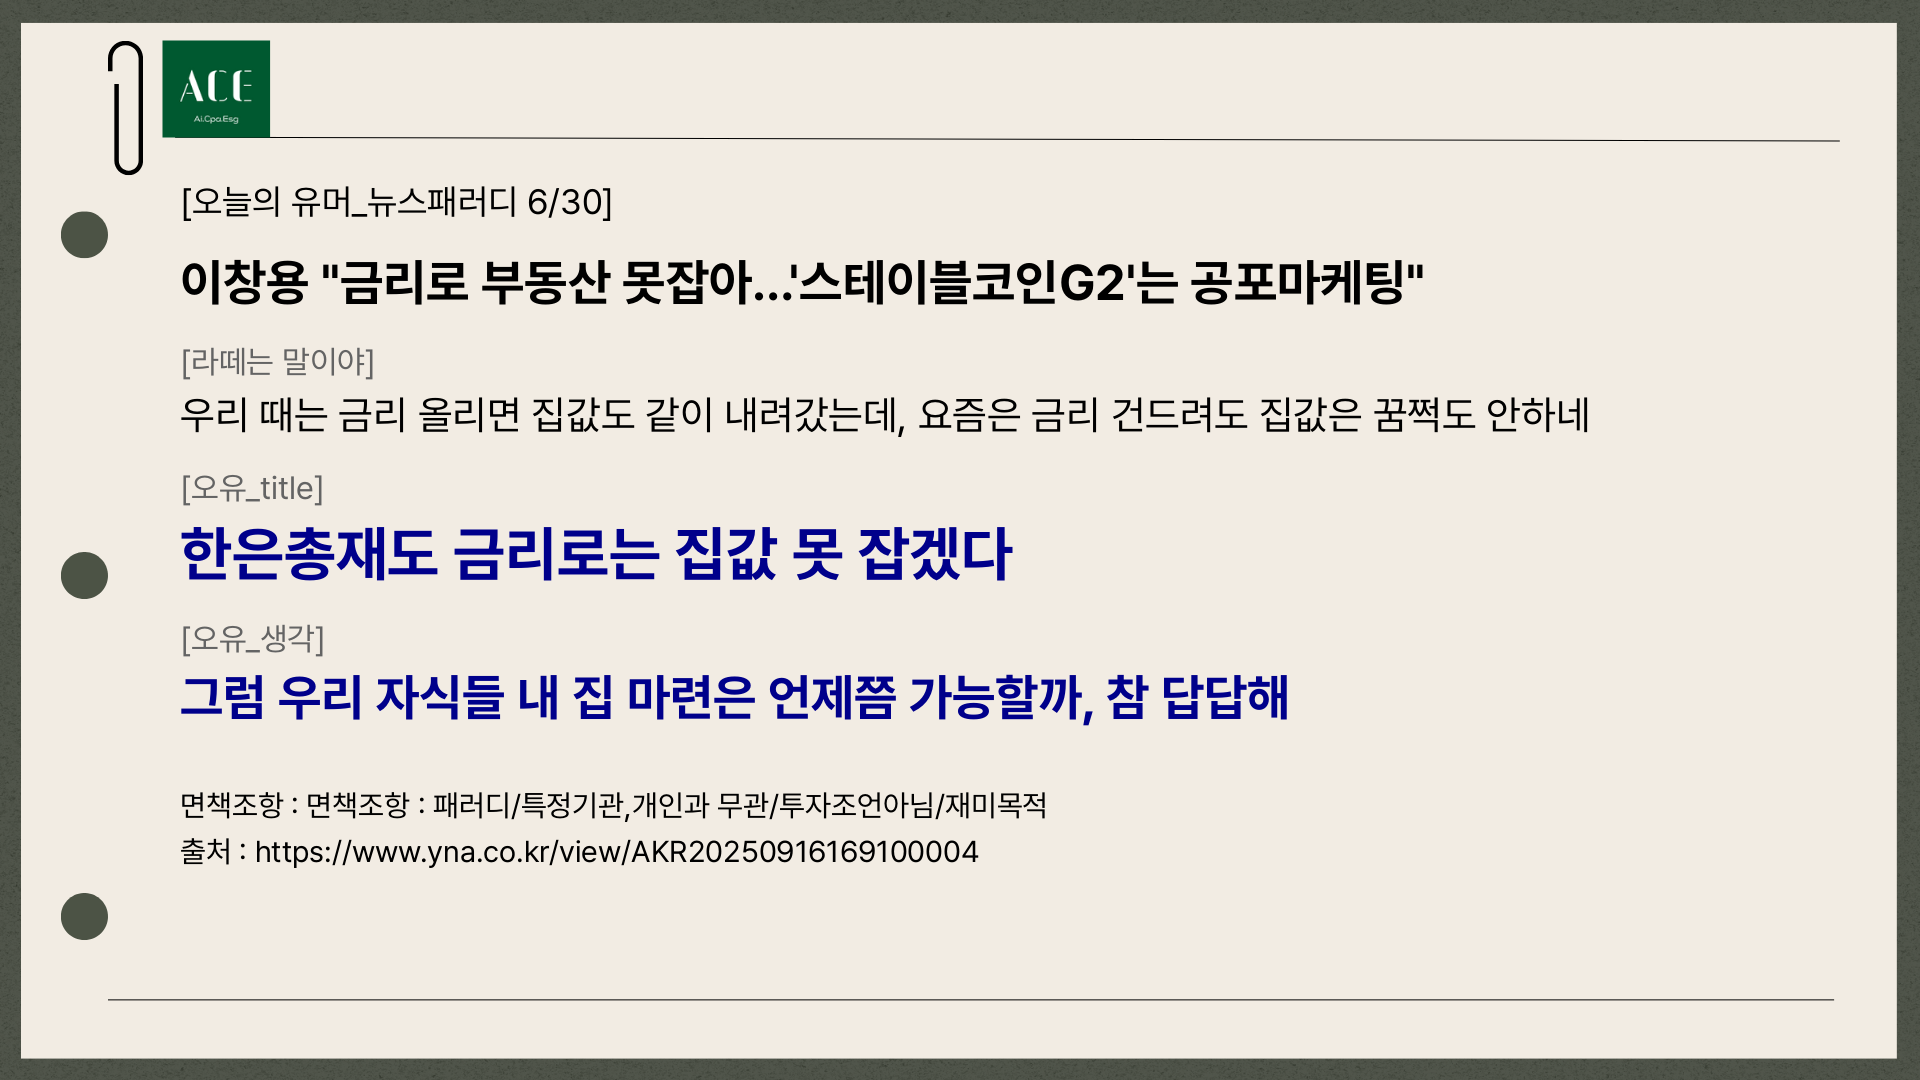 ACE
Ai.Cpa.Esg
[오늘의 유머_뉴스패러디 6/30]
이창용 "금리로 부동산 못잡아...'스테이블코인G2'는 공포마케팅"
[라떼는 말이야]
우리 때는 금리 올리면 집값도 같이 내려갔는데, 요즘은 금리 건드려도 집값은 꿈쩍도 안하네
[오유_title]
한은총재도 금리로는 집값 못 잡겠다
[오유_생각]
그럼 우리 자식들 내 집 마련은 언제쯤 가능할까, 참 답답해
면책조항 : 면책조항 : 패러디/특정기관,개인과 무관/투자조언아님/재미목적
출처 : https://www.yna.co.kr/view/AKR20250916169100004